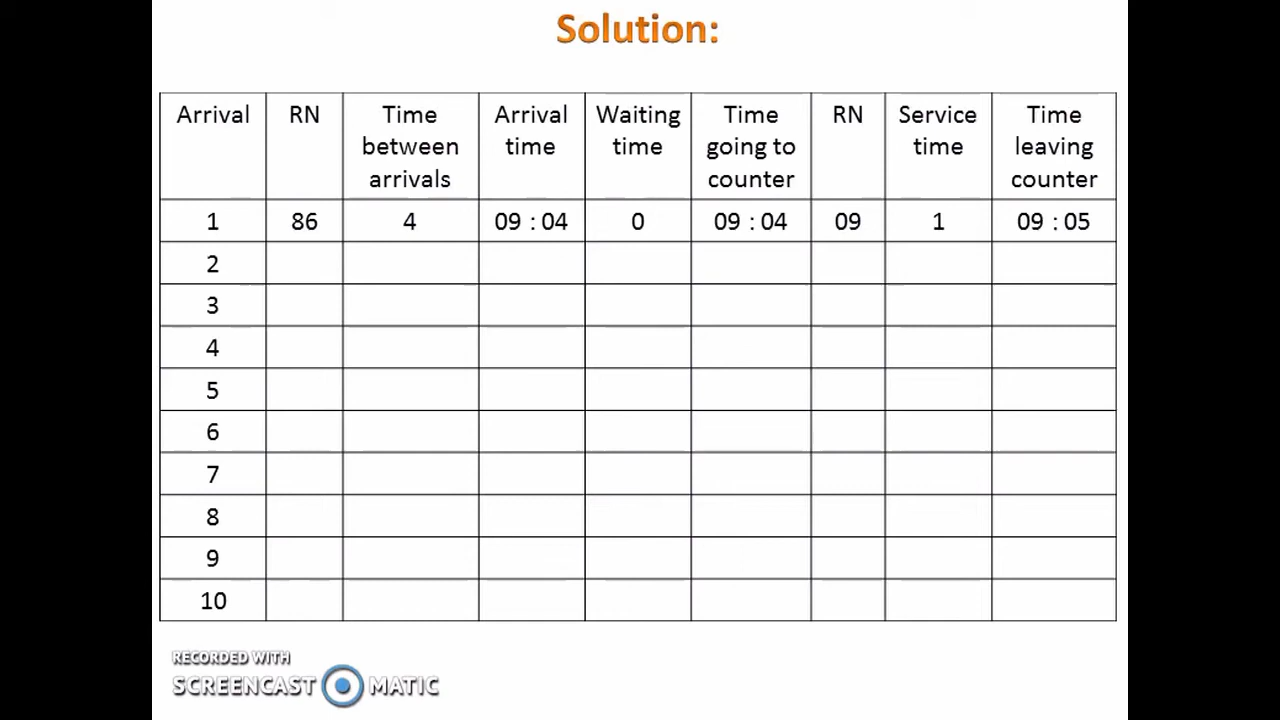 Solution:
Arrival RN Time between arrivals Arrival time Waiting time Time going to counter RN Service time Time leaving counter
1 86 4 09 : 04 0 09 : 04 09 1 09 : 05
2
3
4
5
6
7
8
9
10
RECORDED WITH
SCREENCAST MATIC